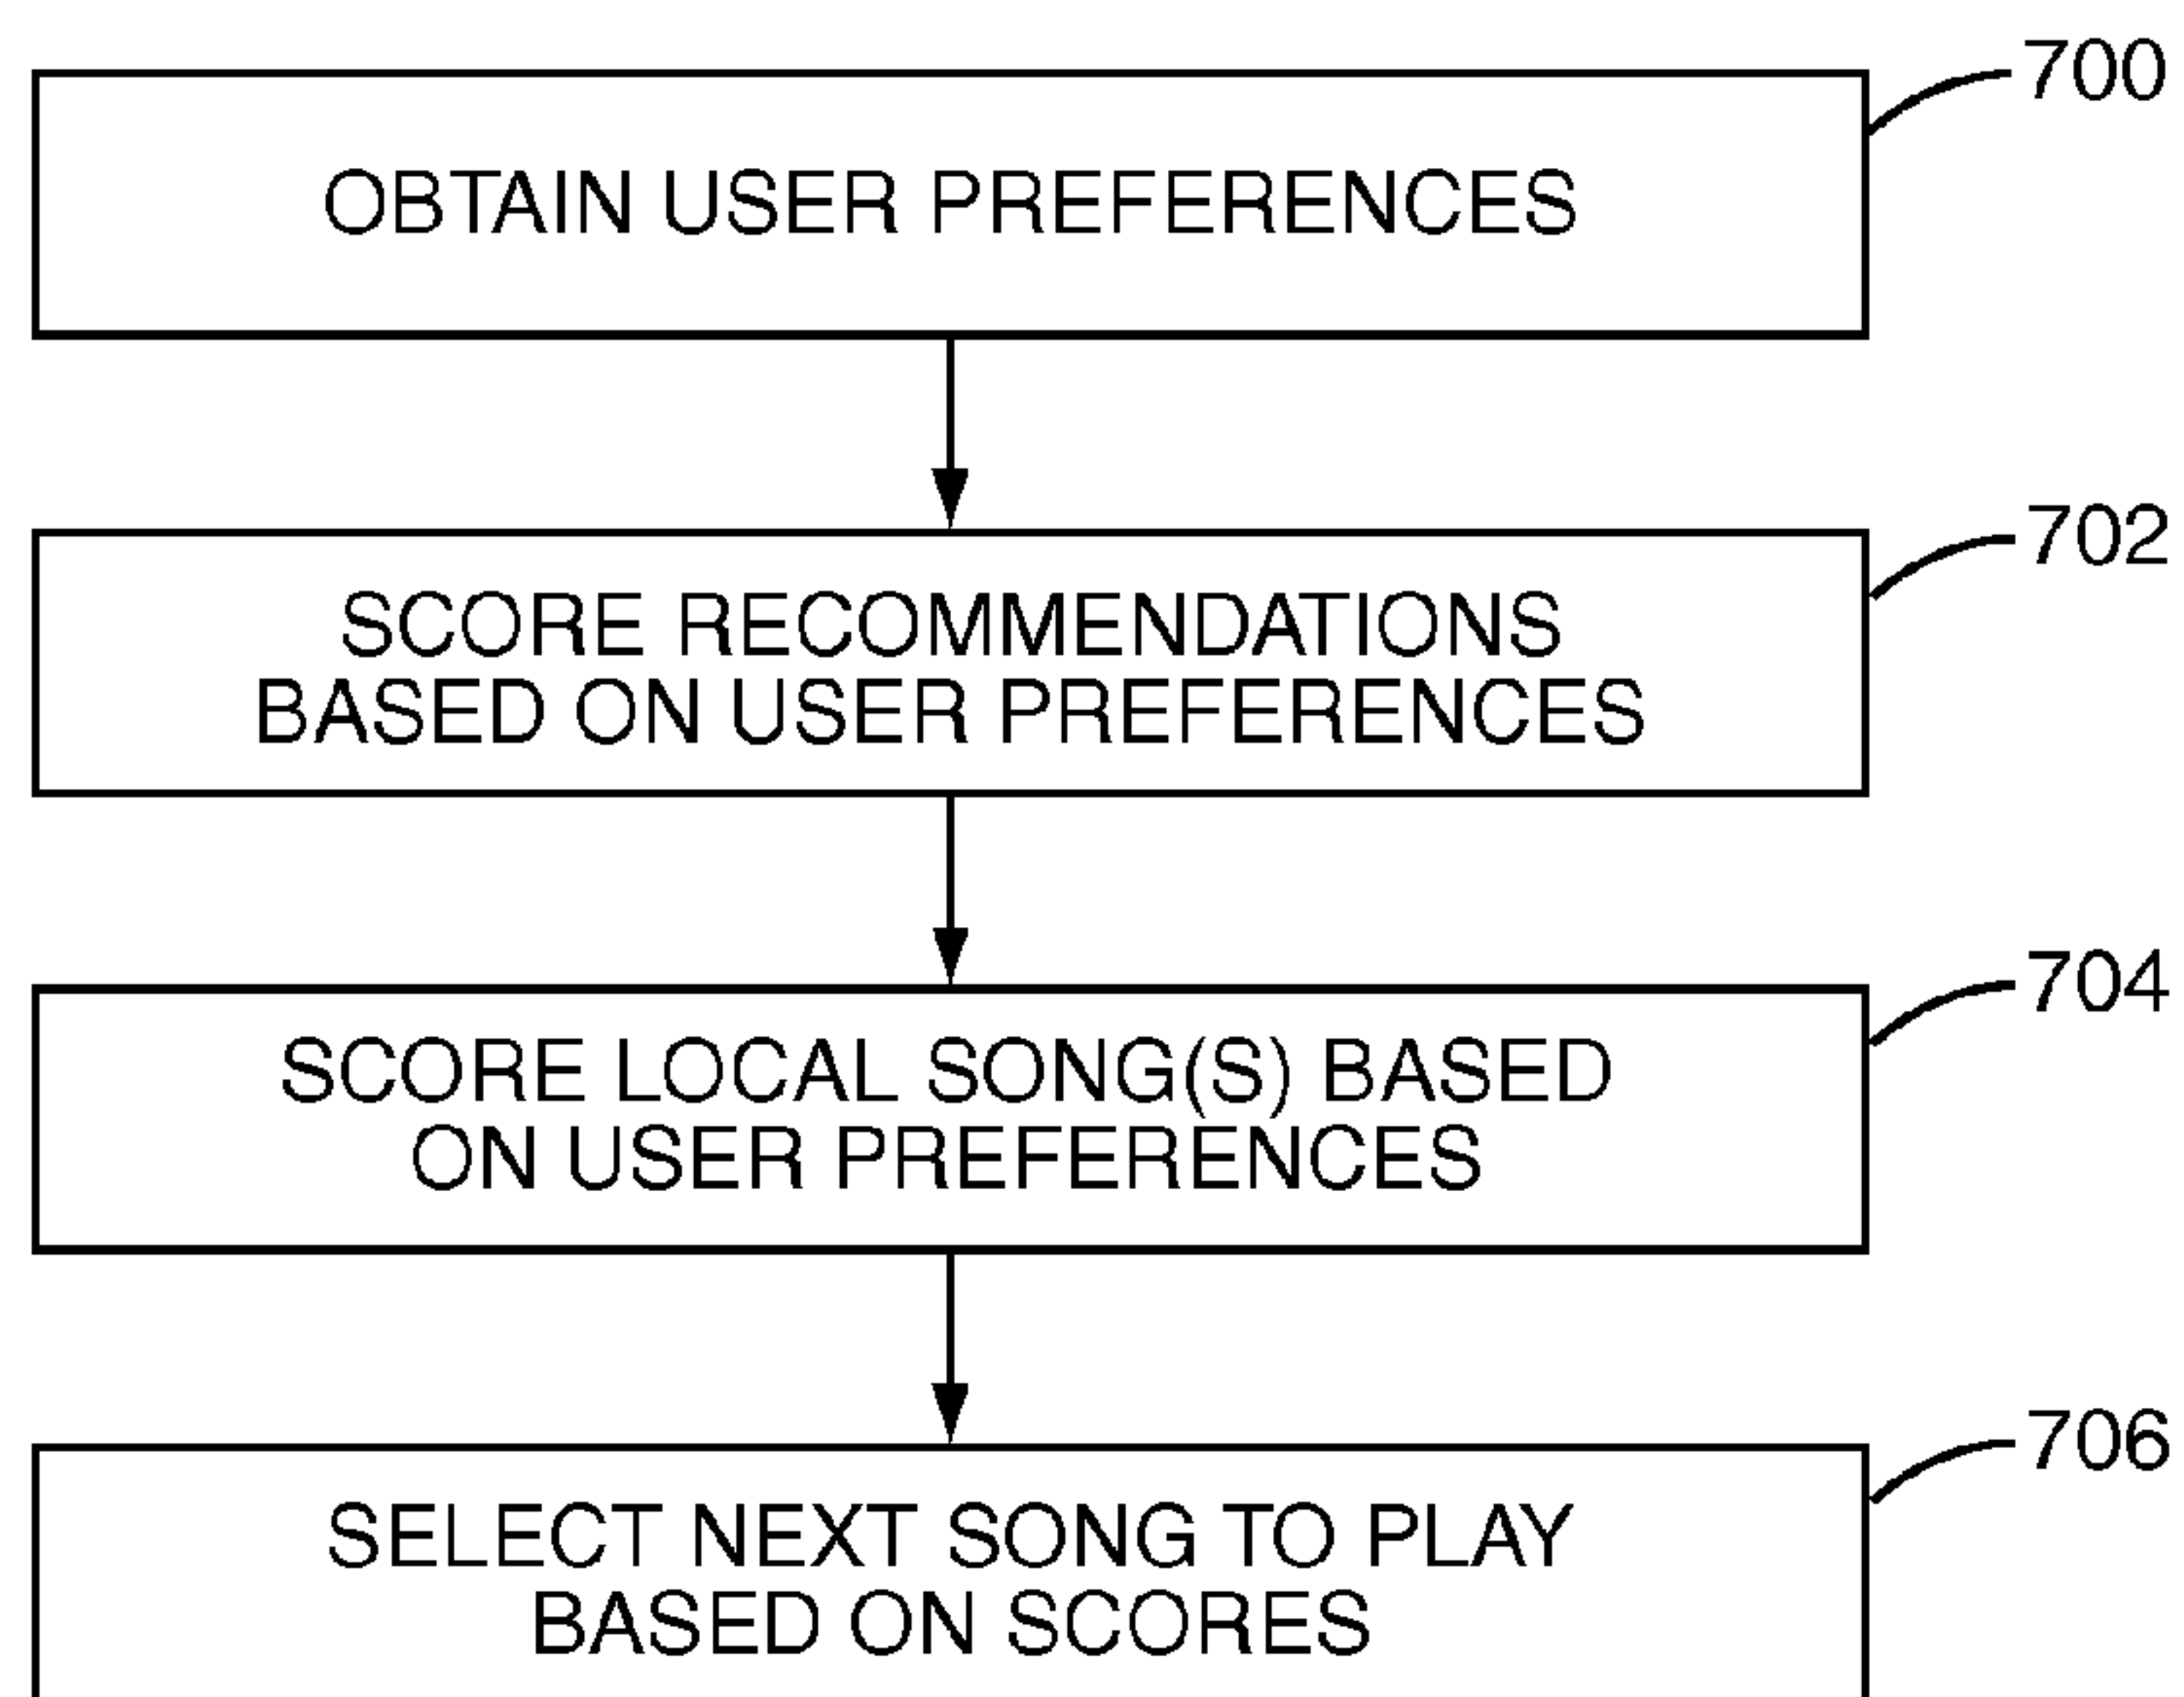 700
OBTAIN USER PREFERENCES
702
SCORE RECOMMENDATIONS
BASED ON USER PREFERENCES
704
SCORE LOCAL SONG(S) BASED
ON USER PREFERENCES
706
SELECT NEXT SONG TO PLAY
BASED ON SCORES